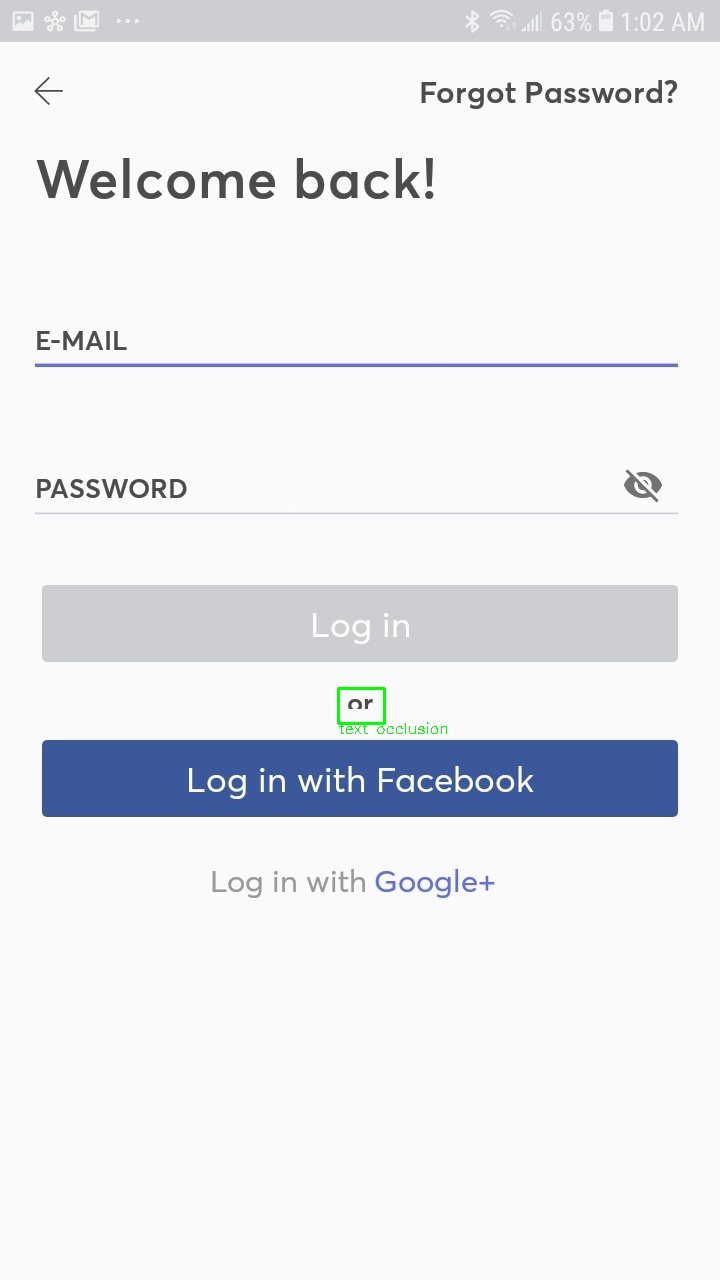 63% 1:02 AM
Forgot Password?
Welcome back!
E-MAIL
PASSWORD
Log in
or
text occlusion
Log in with Facebook
Log in with Google+